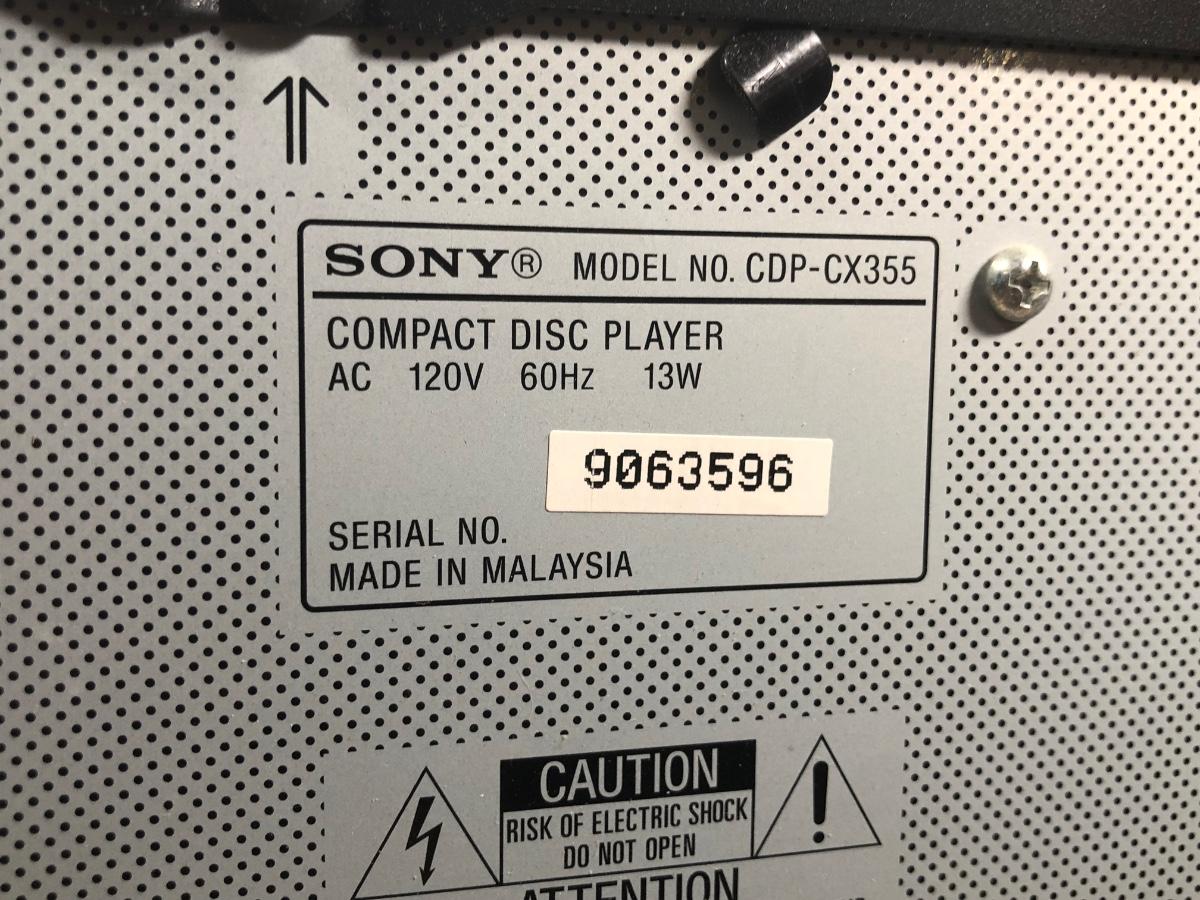 SONY® MODEL NO. CDP-CX355
COMPACT DISC PLAYER
AC 120V 60Hz 13W
9063596
SERIAL NO.
MADE IN MALAYSIA
CAUTION
RISK OF ELECTRIC SHOCK
DO NOT OPEN
ATTENTION